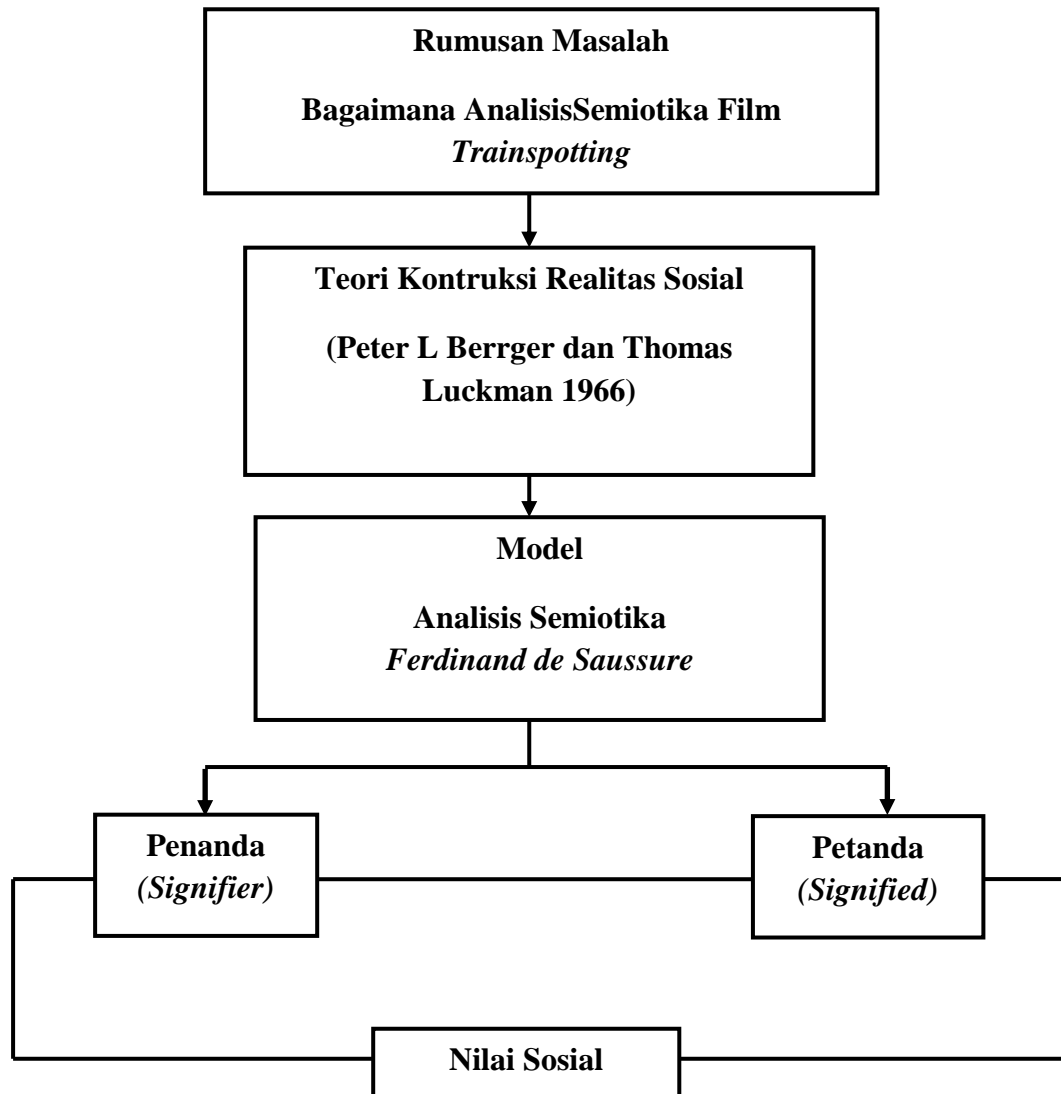 Rumusan Masalah
Bagaimana AnalisisSemiotika Film
Trainspotting
Teori Kontruksi Realitas Sosial
(Peter L Berrger dan Thomas
Luckman 1966)
Model
Analisis Semiotika
Ferdinand de Saussure
Penanda
(Signifier)
Petanda
(Signified)
Nilai Sosial